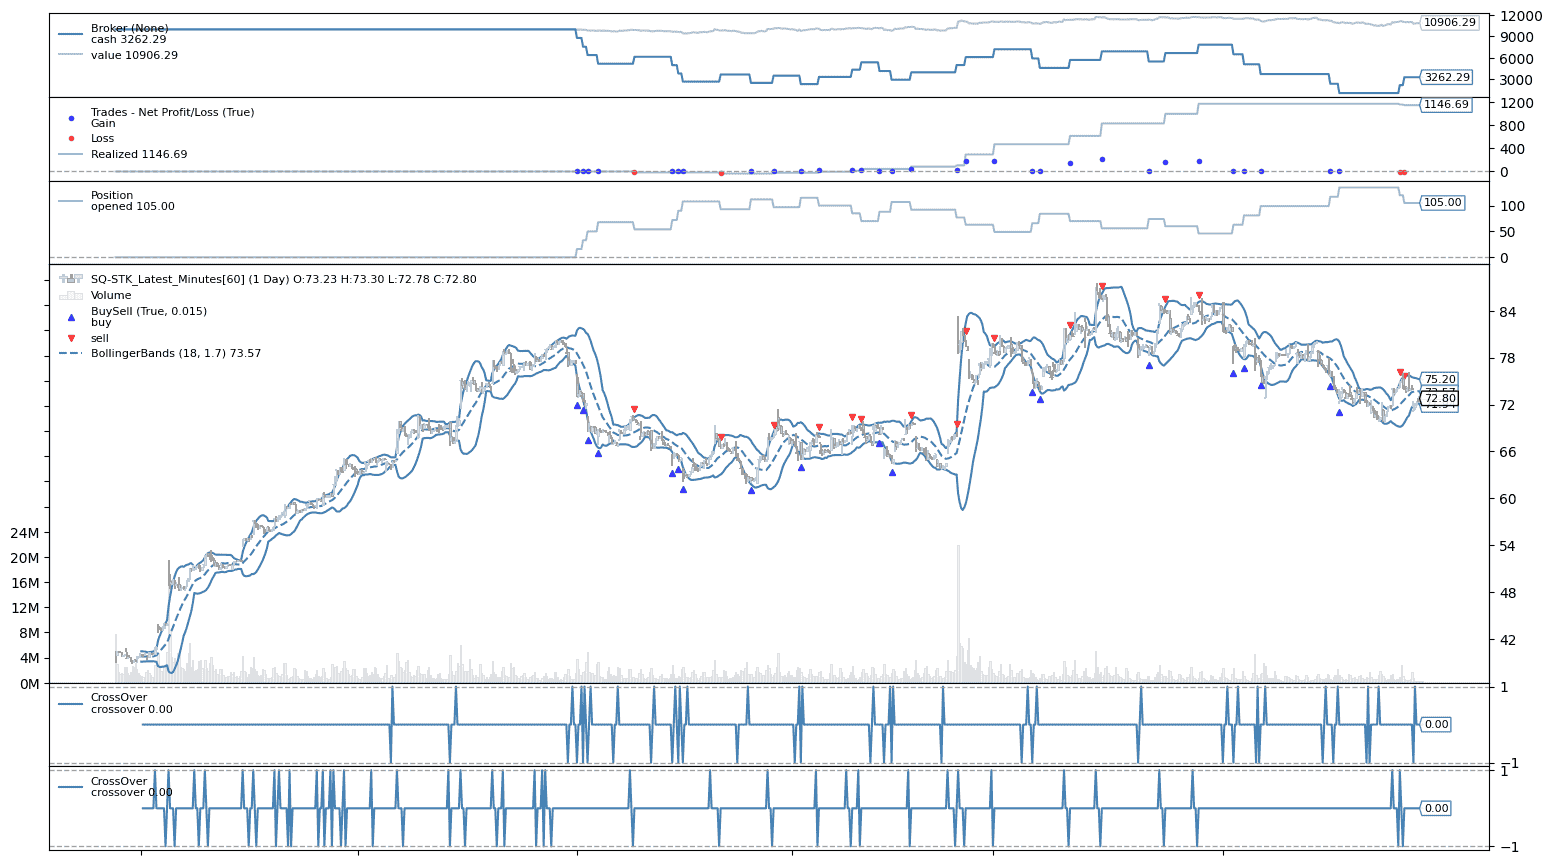 Broker (None)
cash 3262.29
value 10906.29
10906.29
3262.29
12000
9000
6000
3000
Trades - Net Profit/Loss (True)
Gain
Loss
Realized 1146.69
1146.69
1200
800
400
0
Position
opened 105.00
105.00
100
50
0
SQ-STK_Latest_Minutes[60] (1 Day) O:73.23 H:73.30 L:72.78 C:72.80
Volume
BuySell (True, 0.015)
buy
sell
BollingerBands (18, 1.7) 73.57
75.20
72.80
84
78
72
66
60
54
48
42
24M
20M
16M
12M
8M
4M
0M
CrossOver
crossover 0.00
0.00
1
−1
CrossOver
crossover 0.00
0.00
1
−1